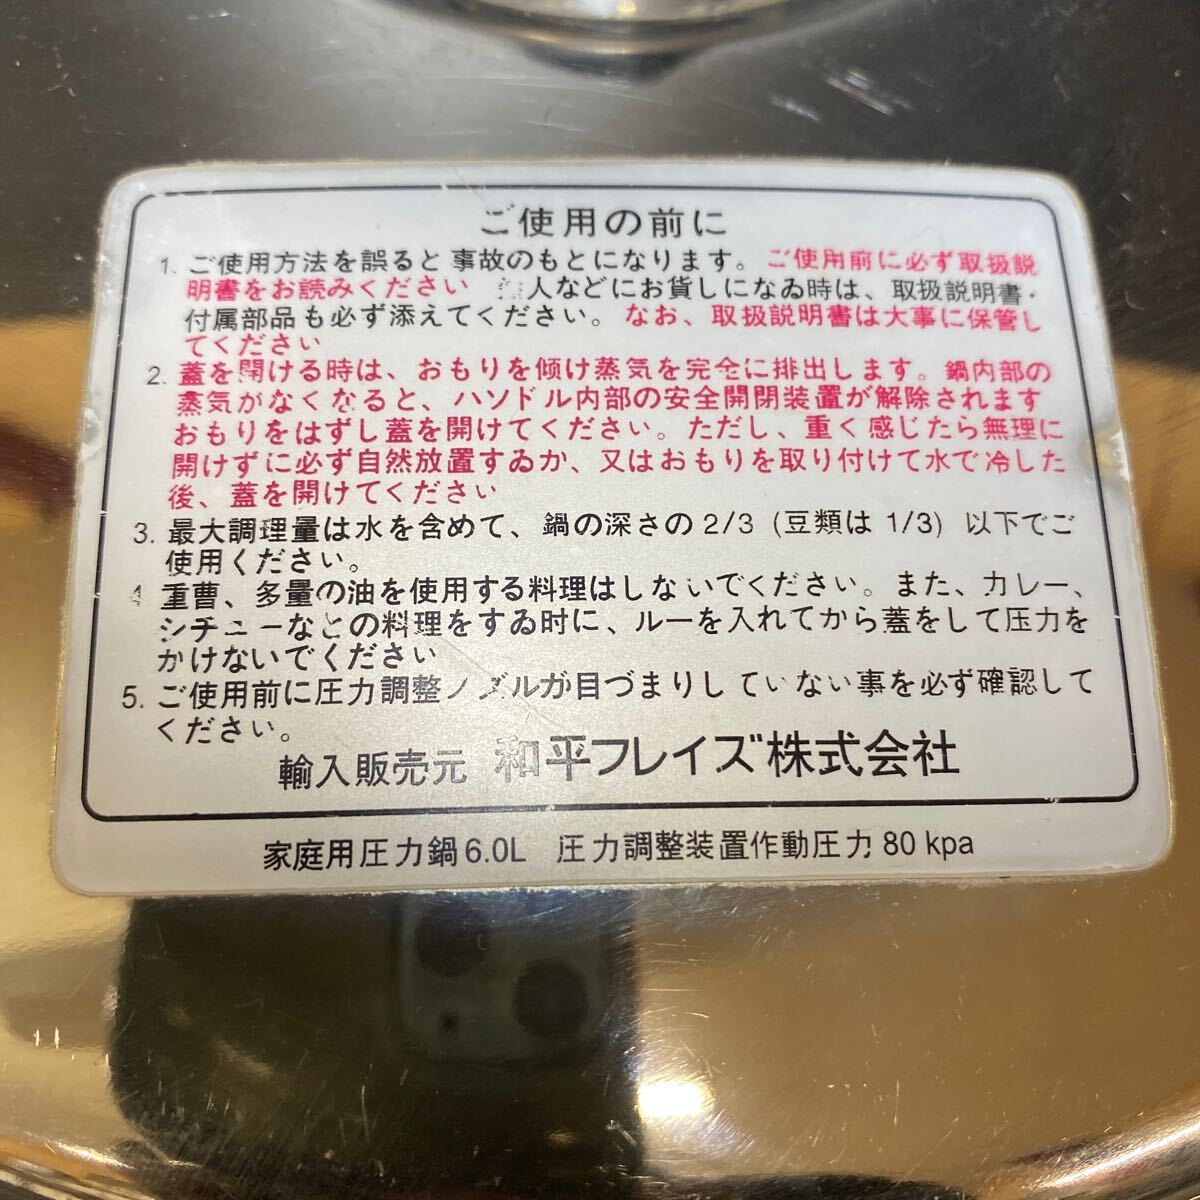 ご使用の前に
1. ご使用方法を誤ると事故のもとになります。ご使用前に必ず取扱説
明書をお読みください 人などにお貸しになる時は、取扱説明書・
付属部品も必ず添えてください。なお、取扱説明書は大事に保管し
てください
2. 蓋を開ける時は、おもりを傾け蒸気を完全に排出します。鍋内部の
蒸気がなくなると、ハンドル内部の安全開閉装置が解除されます
おもりをはずし蓋を開けてください。ただし、重く感じたら無理に
開けずに必ず自然放置するか、又はおもりを取り付けて水で冷した
後、蓋を開けてください
3. 最大調理量は水を含めて、鍋の深さの2/3 (豆類は1/3) 以下でご
使用ください。
4 重曹、多量の油を使用する料理はしないでください。また、カレー、
シチューなどの料理をする時に、ルーを入れてから蓋をして圧力を
かけないでください
5. ご使用前に圧力調整ノズルが目づまりしていない事を必ず確認して
ください。
輸入販売元 和平フレイズ株式会社
家庭用圧力鍋6.0L 圧力調整装置作動圧力80 kpa